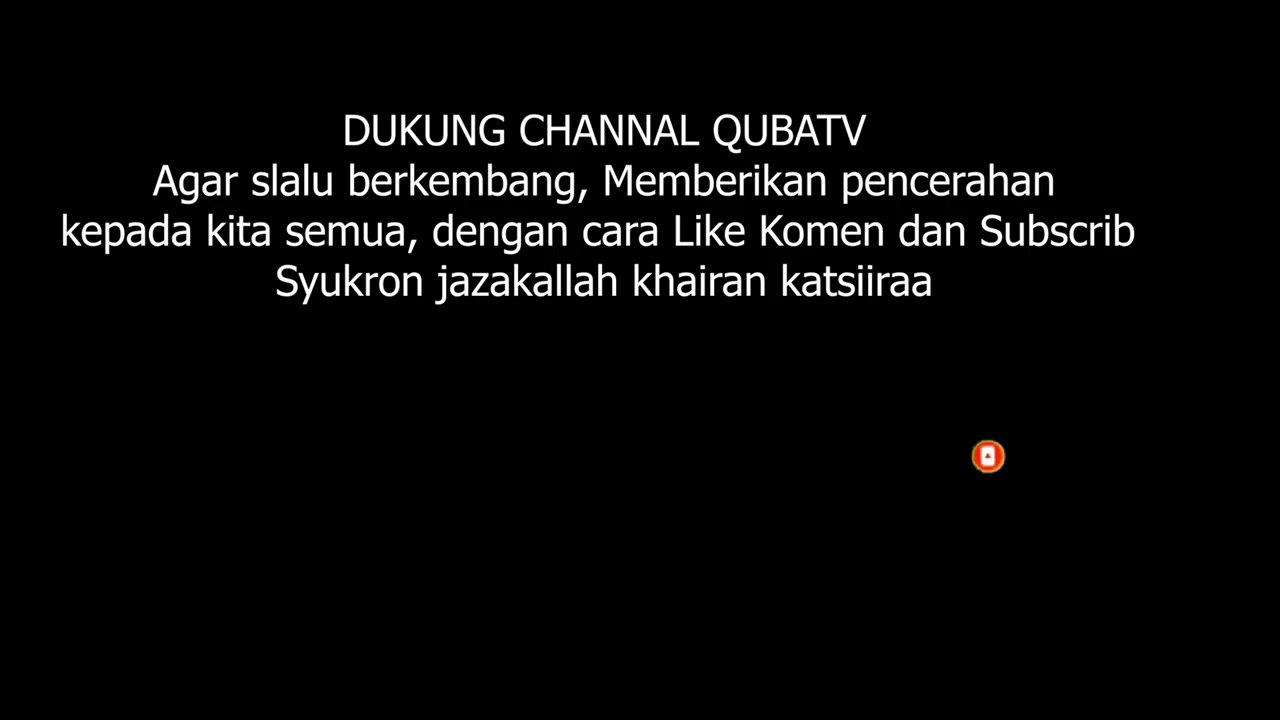 DUKUNG CHANNAL QUBATV
Agar slalu berkembang, Memberikan pencerahan
kepada kita semua, dengan cara Like Komen dan Subscrib
Syukron jazakallah khairan katsiiraa